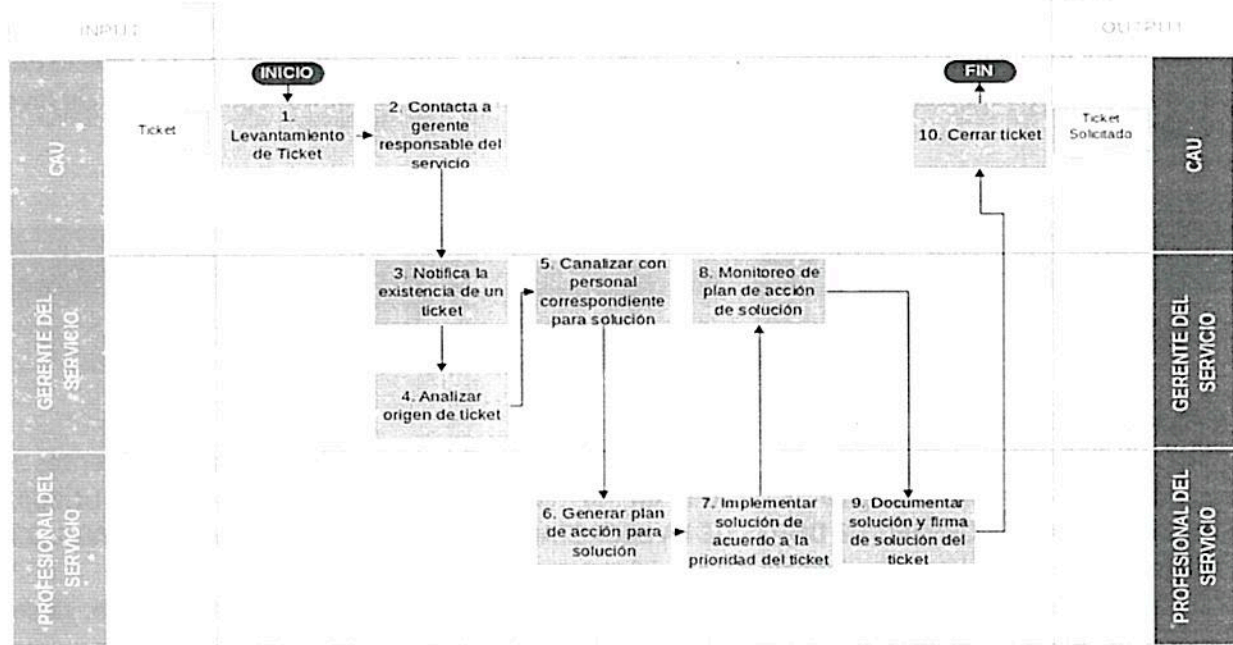 INPUT
OUTPUT
INICIO
FIN
CAU
Ticket
1.
Levantamiento
de Ticket
2. Contacta a
gerente
responsable del
servicio
10. Cerrar ticket
Ticket
Solicitado
CAU
GERENTE DEL
SERVICIO.
3. Notifica la
existencia de un
ticket
5. Canalizar con
personal
correspondiente
para solución
8. Monitoreo de
plan de acción
de solución
4. Analizar
origen de ticket
GERENTE DEL
SERVICIO
PROFESIONAL DEL
SERVICIO
6. Generar plan
de acción para
solución
7. Implementar
solución de
acuerdo a la
prioridad del ticket
9. Documentar
solución y firma
de solución del
ticket
PROFESIONAL DEL
SERVICIO